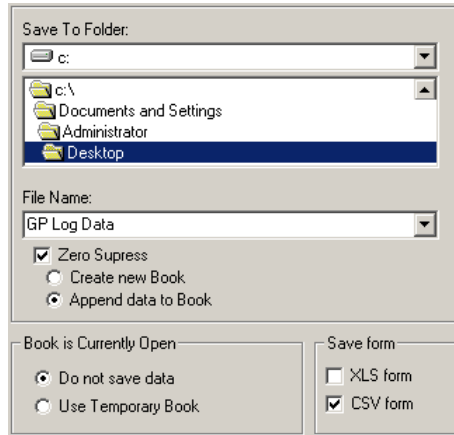 Save To Folder:
c:
c:\
Documents and Settings
Administrator
Desktop
File Name:
GP Log Data
Zero Supress
Create new Book
Append data to Book
Book is Currently Open
Do not save data
Use Temporary Book
Save form
XLS form
CSV form